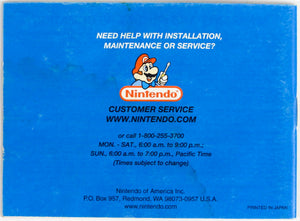 NEED HELP WITH INSTALLATION,
MAINTENANCE OR SERVICE?
Nintendo
CUSTOMER SERVICE
WWW.NINTENDO.COM
or call 1-800-255-3700
MON. - SAT., 6:00 a.m. to 9:00 p.m.;
SUN., 6:00 a.m. to 7:00 p.m., Pacific Time
(Times subject to change)
Nintendo of America Inc.
P.O. Box 957, Redmond, WA 98073-0957 U.S.A.
www.nintendo.com
PRINTED IN JAPAN